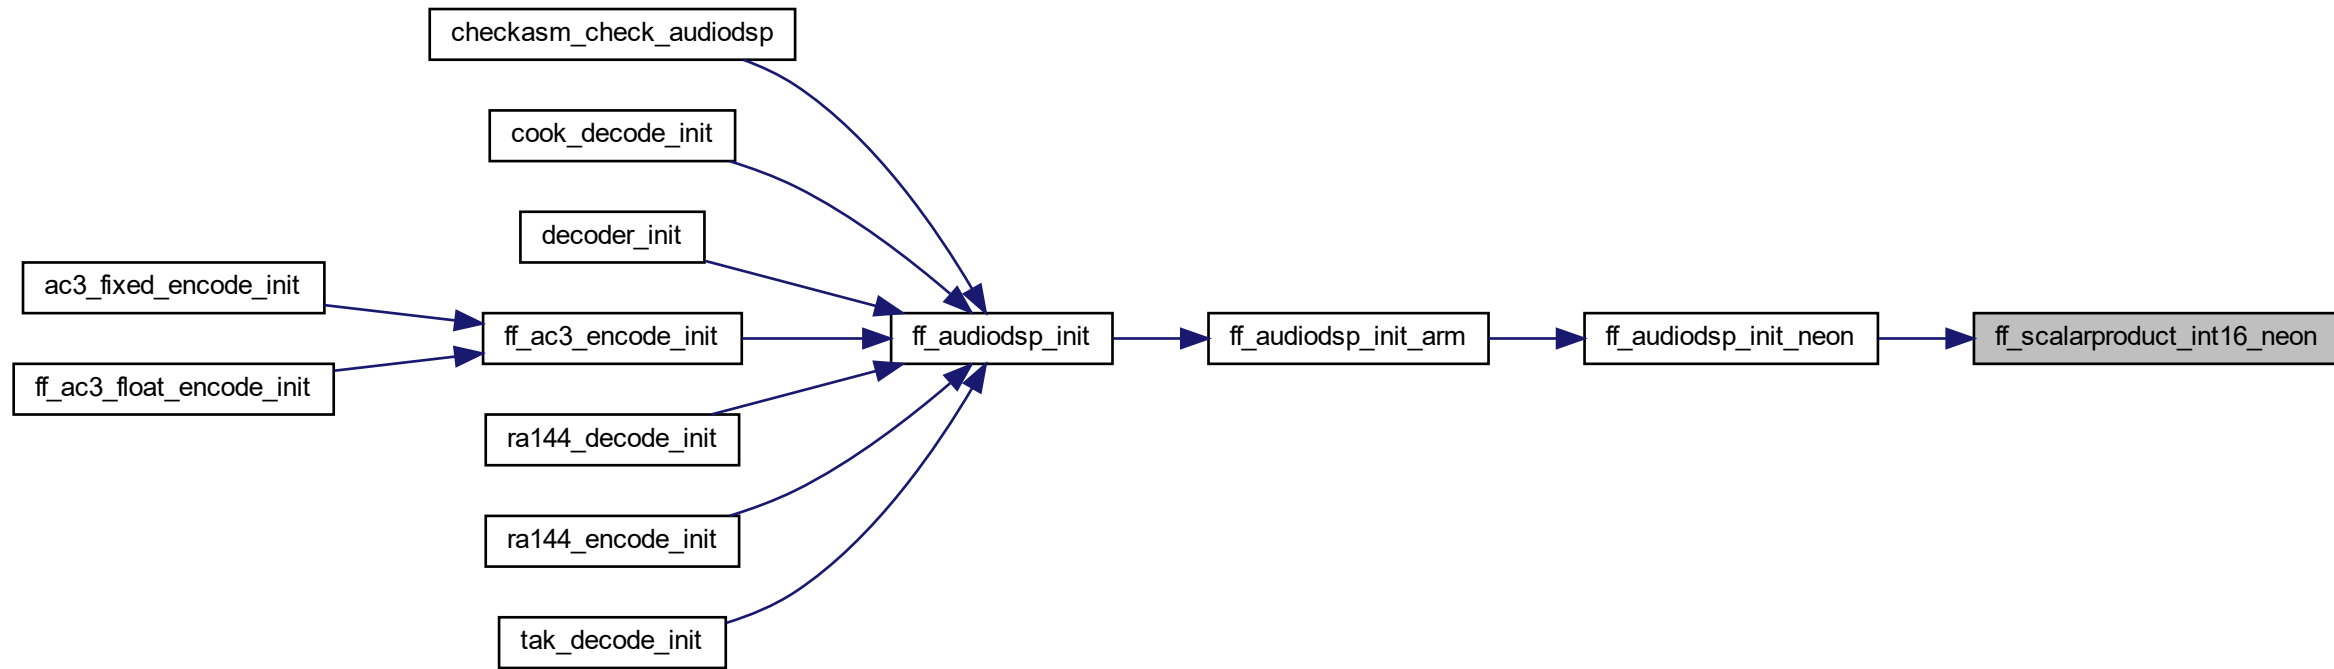 checkasm_check_audiodsp
cook_decode_init
decoder_init
ac3_fixed_encode_init
ff_ac3_encode_init
ff_audiodsp_init
ff_audiodsp_init_arm
ff_audiodsp_init_neon
ff_scalarproduct_int16_neon
ff_ac3_float_encode_init
ra144_decode_init
ra144_encode_init
tak_decode_init